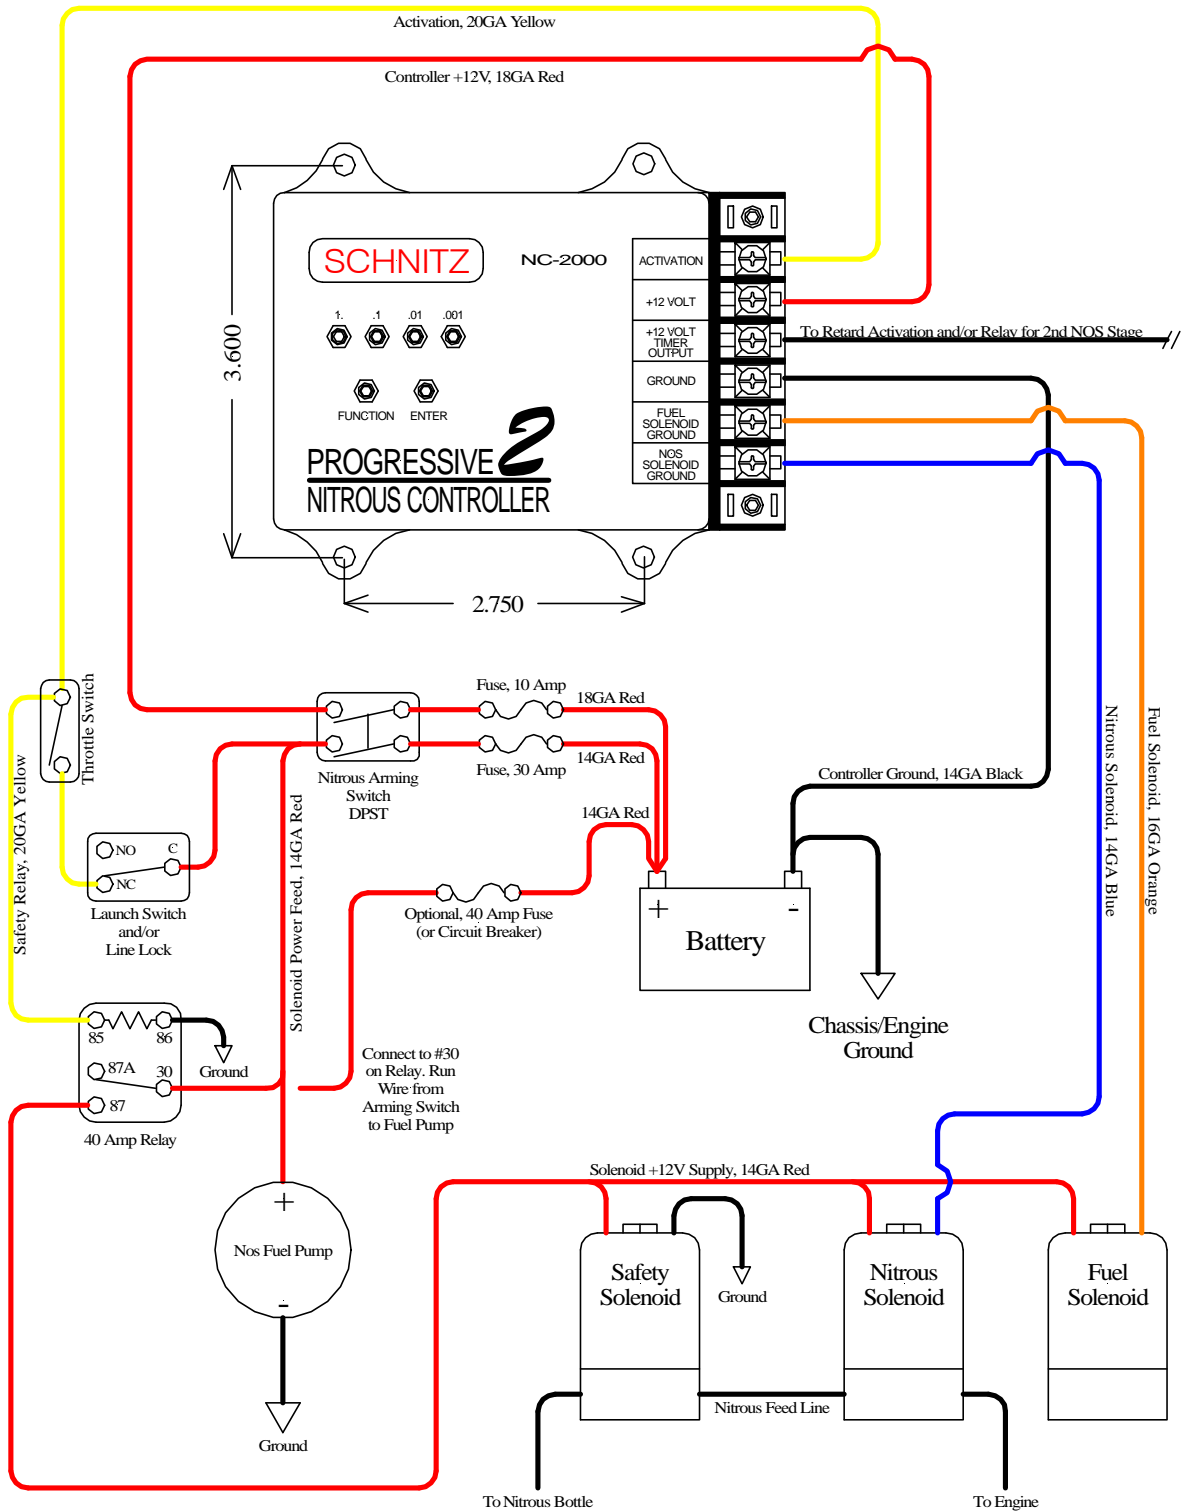 Activation, 20GA Yellow
Controller +12V, 18GA Red
SCHNITZ
NC-2000
1. .1 .01 .001
FUNCTION ENTER
PROGRESSIVE 2
NITROUS CONTROLLER
ACTIVATION
+12 VOLT
+12 VOLT
TIMER
OUTPUT
GROUND
FUEL
SOLENOID
GROUND
NOS
SOLENOID
GROUND
To Retard Activation and/or Relay for 2nd NOS Stage
3.600
2.750
Throttle Switch
Safety Relay, 20GA Yellow
Fuse, 10 Amp
18GA Red
Fuse, 30 Amp
14GA Red
Nitrous Arming
Switch
DPST
14GA Red
Controller Ground, 14GA Black
Nitrous Solenoid, 14GA Blue
Fuel Solenoid, 16GA Orange
NO
C
NC
Launch Switch
and/or
Line Lock
Solenoid Power Feed, 14GA Red
Optional, 40 Amp Fuse
(or Circuit Breaker)
+ -
Battery
Chassis/Engine
Ground
85 86
87A 30
87
Ground
40 Amp Relay
Connect to #30
on Relay. Run
Wire from
Arming Switch
to Fuel Pump
+
Nos Fuel Pump
-
Ground
Solenoid +12V Supply, 14GA Red
Safety
Solenoid
Ground
Nitrous
Solenoid
Fuel
Solenoid
Nitrous Feed Line
To Nitrous Bottle
To Engine